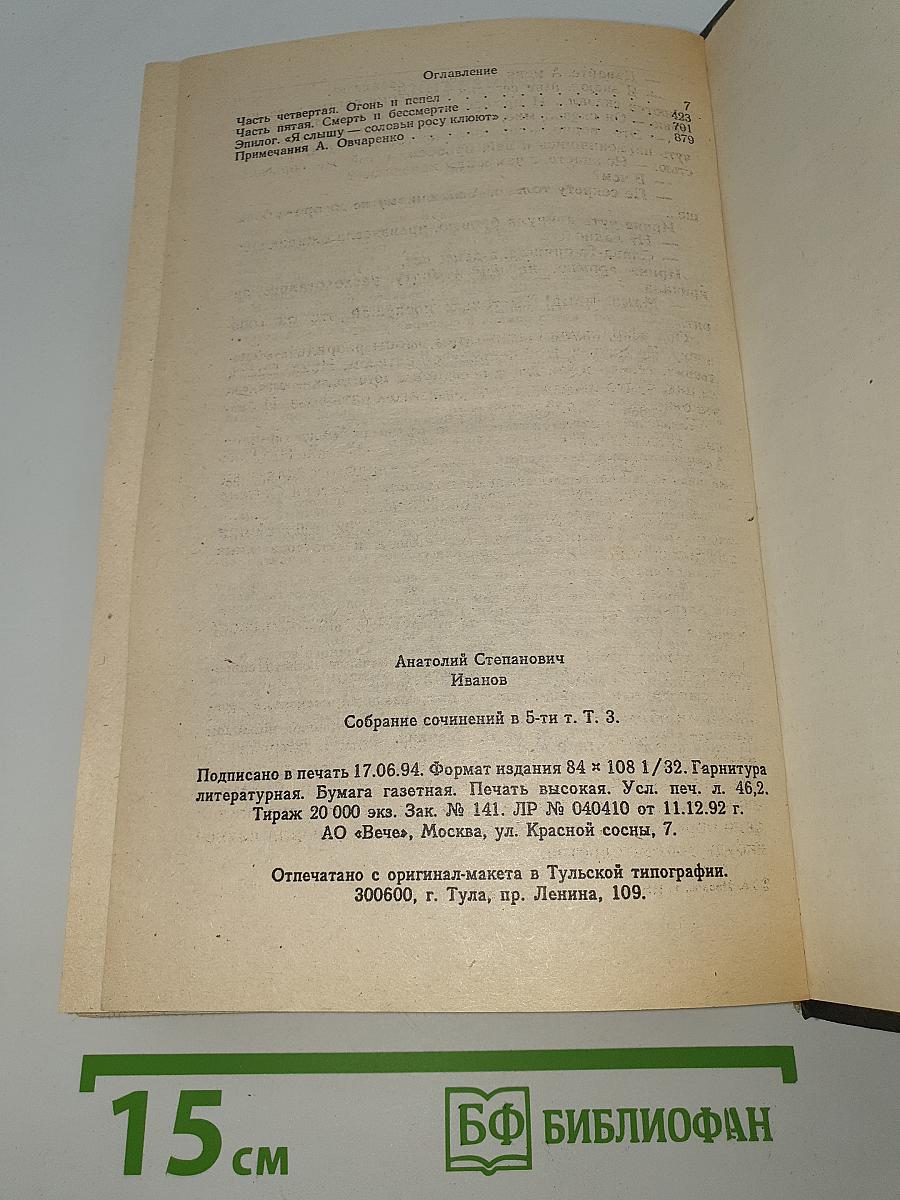 Оглавление
Часть четвертая. Огонь и пепел . . . . . . . . . . 7
Часть пятая. Смерть и бессмертие . . . . . . . . . 423
Эпилог. «Я слышу — соловьи росу клюют» . . . . . . 791
Примечания А. Овчаренко . . . . . . . . . . . . 879
Анатолий Степанович
Иванов
Собрание сочинений в 5-ти т. Т. 3.
Подписано в печать 17.06.94. Формат издания 84 × 108 1/32. Гарнитура
литературная. Бумага газетная. Печать высокая. Усл. печ. л. 46,2.
Тираж 20 000 экз. Зак. № 141. ЛР № 040410 от 11.12.92 г.
АО «Вече», Москва, ул. Красной сосны, 7.
Отпечатано с оригинал-макета в Тульской типографии.
300600, г. Тула, пр. Ленина, 109.
15 см
БФ БИБЛИОФАН